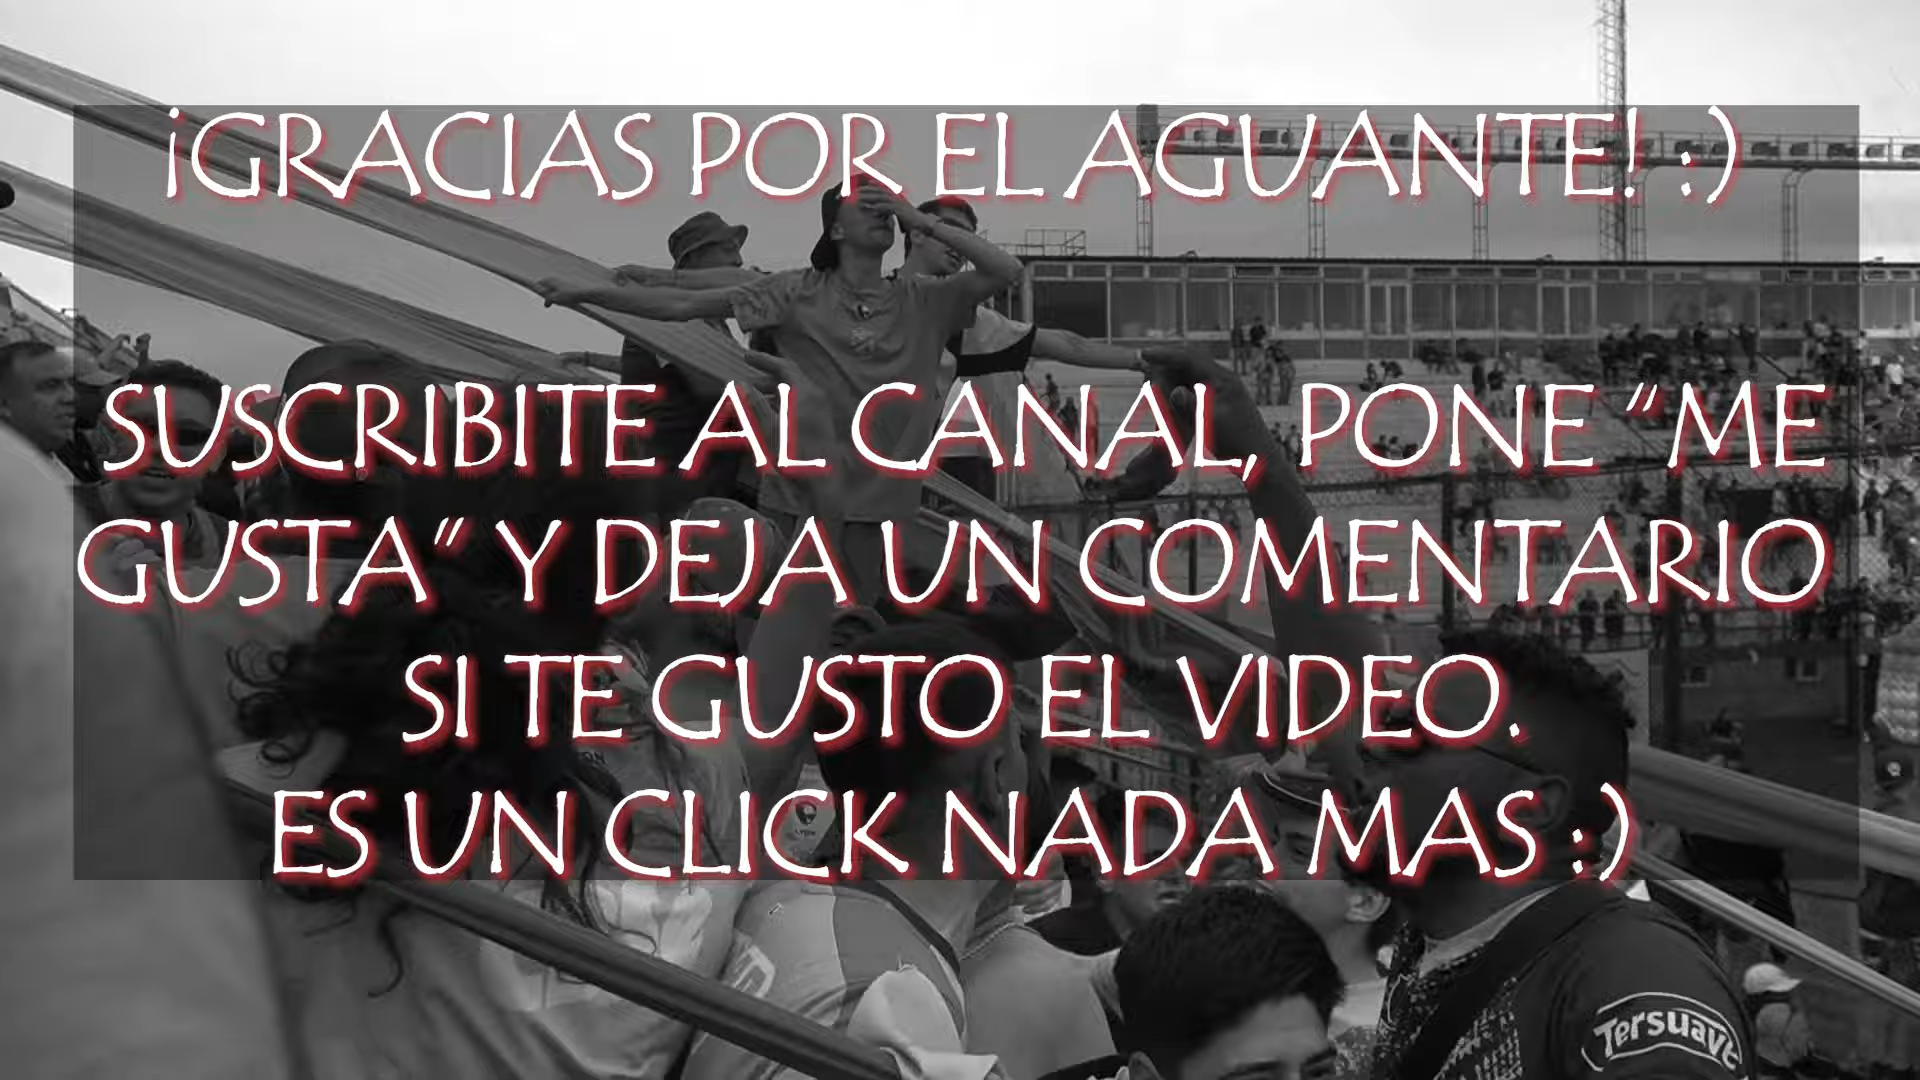 ¡GRACIAS POR EL AGUANTE! :)
SUSCRIBITE AL CANAL, PONE “ME
GUSTA” Y DEJA UN COMENTARIO
SI TE GUSTO EL VIDEO.
ES UN CLICK NADA MAS :)
Tersuave